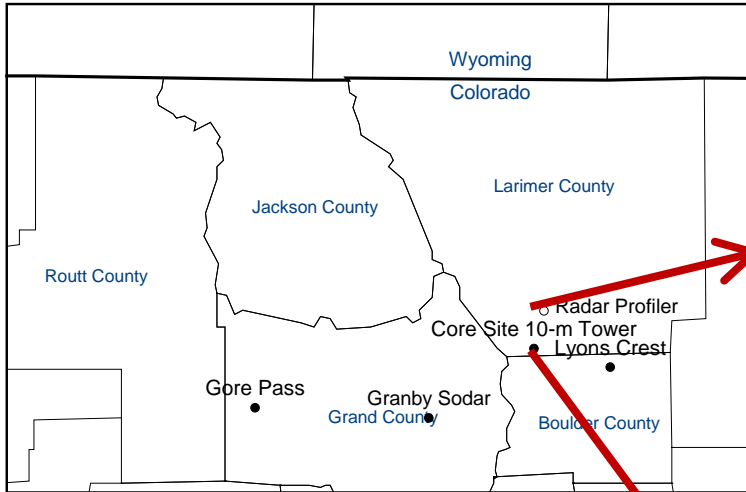 Wyoming
Colorado
Larimer County
Jackson County
Routt County
Radar Profiler
Core Site 10-m Tower
Lyons Crest
Gore Pass
Granby Sodar
Grand County
Boulder County